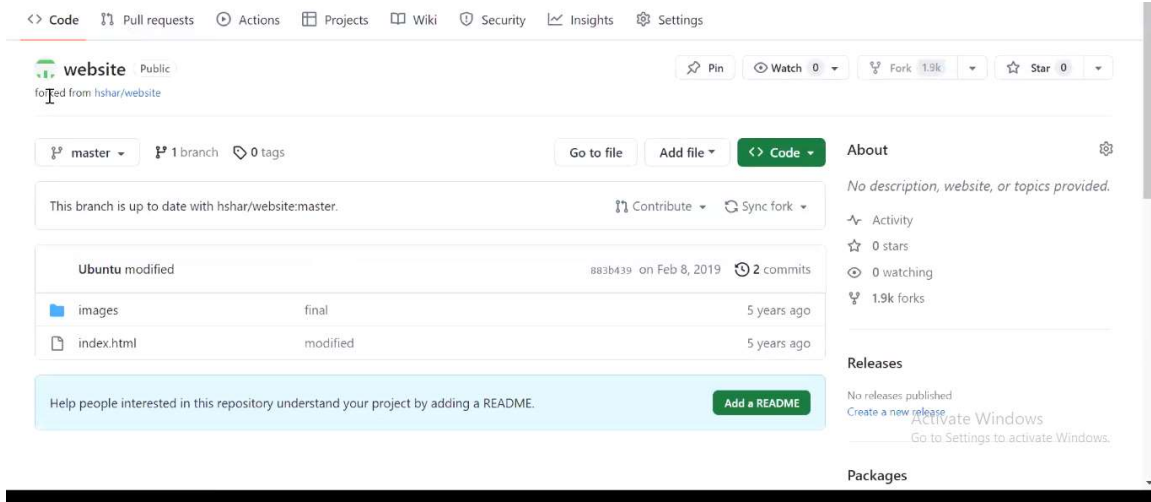 <> Code Pull requests Actions Projects Wiki Security Insights Settings
website Public Pin Watch 0 Fork 1.9k Star 0
forked from hshar/website
master 1 branch 0 tags Go to file Add file <> Code
About
No description, website, or topics provided.
This branch is up to date with hshar/website:master. Contribute Sync fork
Activity
0 stars
0 watching
1.9k forks
Ubuntu modified 883b439 on Feb 8, 2019 2 commits
images final 5 years ago
index.html modified 5 years ago
Releases
No releases published
Create a new release
Help people interested in this repository understand your project by adding a README. Add a README
Activate Windows
Go to Settings to activate Windows.
Packages